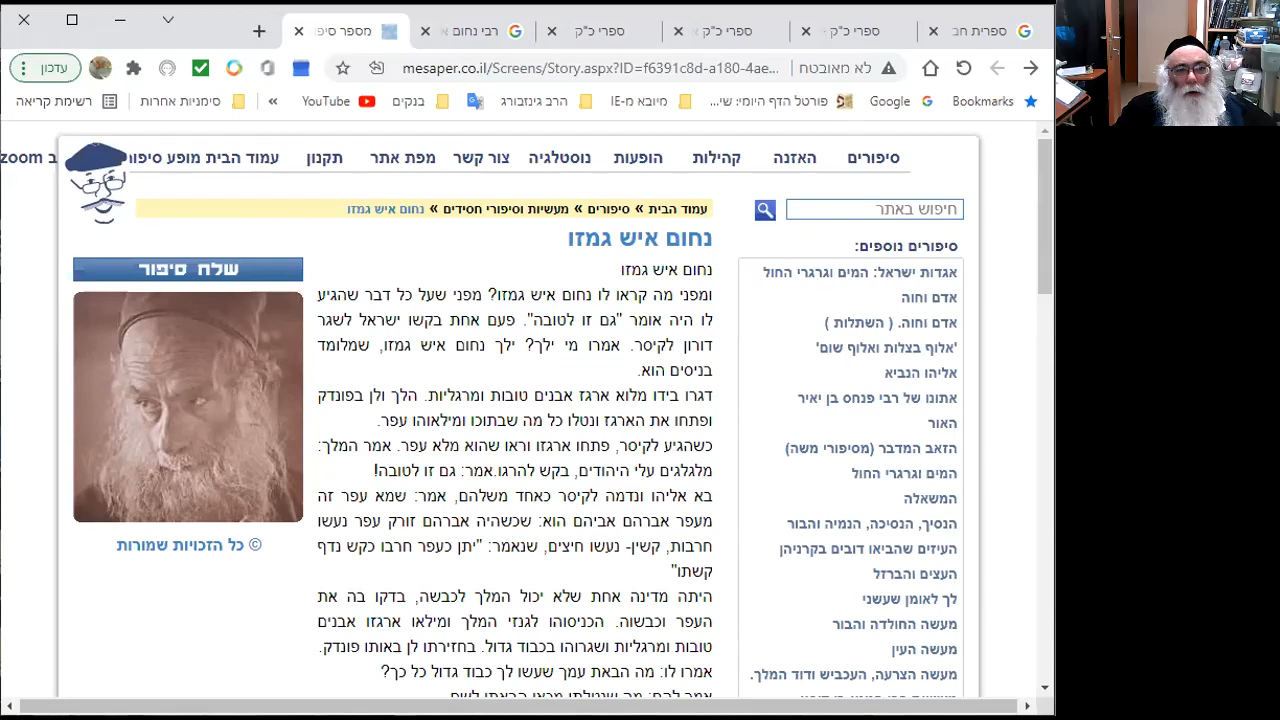 מספר סיפו
רבי נחום איש
ספרי כ"ק
ספרי כ"ק
ספרי כ"ק
ספרית חב
עדכון
mesaper.co.il/Screens/Story.aspx?ID=f6391c8d-a180-4ae...
לא מאובטח
רשימת קריאה
סימניות אחרות
»
YouTube
בנקים
הרב גינזבורג
מיובא מ-IE
פורטל הדף היומי: שי...
Google
Bookmarks
סיפורים
האזנה
קהילות
הופעות
נוסטלגיה
צור קשר
מפת אתר
תקנון
עמוד הבית מופע סיפור
ב zoom
חיפוש באתר
עמוד הבית » סיפורים » מעשיות וסיפורי חסידים » נחום איש גמזו
נחום איש גמזו
נחום איש גמזו
ומפני מה קראו לו נחום איש גמזו? מפני שעל כל דבר שהגיע
לו היה אומר "גם זו לטובה". פעם אחת בקשו ישראל לשגר
דורון לקיסר. אמרו מי ילך? ילך נחום איש גמזו, שמלומד
בניסים הוא.
דגרו בידו מלוא ארגז אבנים טובות ומרגליות. הלך ולן בפונדק
ופתחו את הארגז ונטלו כל מה שבתוכו ומילאוהו עפר.
כשהגיע לקיסר, פתחו ארגזו וראו שהוא מלא עפר. אמר המלך:
מלגלגים עלי היהודים, בקש להרגו.אמר: גם זו לטובה!
בא אליהו ונדמה לקיסר כאחד משלהם, אמר: שמא עפר זה
מעפר אברהם אביהם הוא: שכשהיה אברהם זורק עפר נעשו
חרבות, קשין- נעשו חיצים, שנאמר: "יתן כעפר חרבו כקש נדף
קשתו"
היתה מדינה אחת שלא יכול המלך לכבשה, בדקו בה את
העפר וכבשוה. הכניסוהו לגנזי המלך ומילאו ארגזו אבנים
טובות ומרגליות ושגרוהו בכבוד גדול. בחזירתו לן באותו פונדק.
אמרו לו: מה הבאת עמך שעשו לך כבוד גדול כל כך?
אמר להם: מה שנטלתי מכאן הבאתי לשם
סיפורים נוספים:
אגדות ישראל: המים וגרגרי החול
אדם וחוה
אדם וחוה. ( השתלות )
'אלוף בצלות ואלוף שום'
אליהו הנביא
אתונו של רבי פנחס בן יאיר
האור
הזאב המדבר (מסיפורי משה)
המים וגרגרי החול
המשאלה
הנסיך, הנסיכה, הנמיה והבור
העיזים שהביאו דובים בקרניהן
העצים והברזל
לך לאומן שעשני
מעשה החולדה והבור
מעשה העין
מעשה הצרעה, העכביש ודוד המלך.
שלח סיפור
© כל הזכויות שמורות